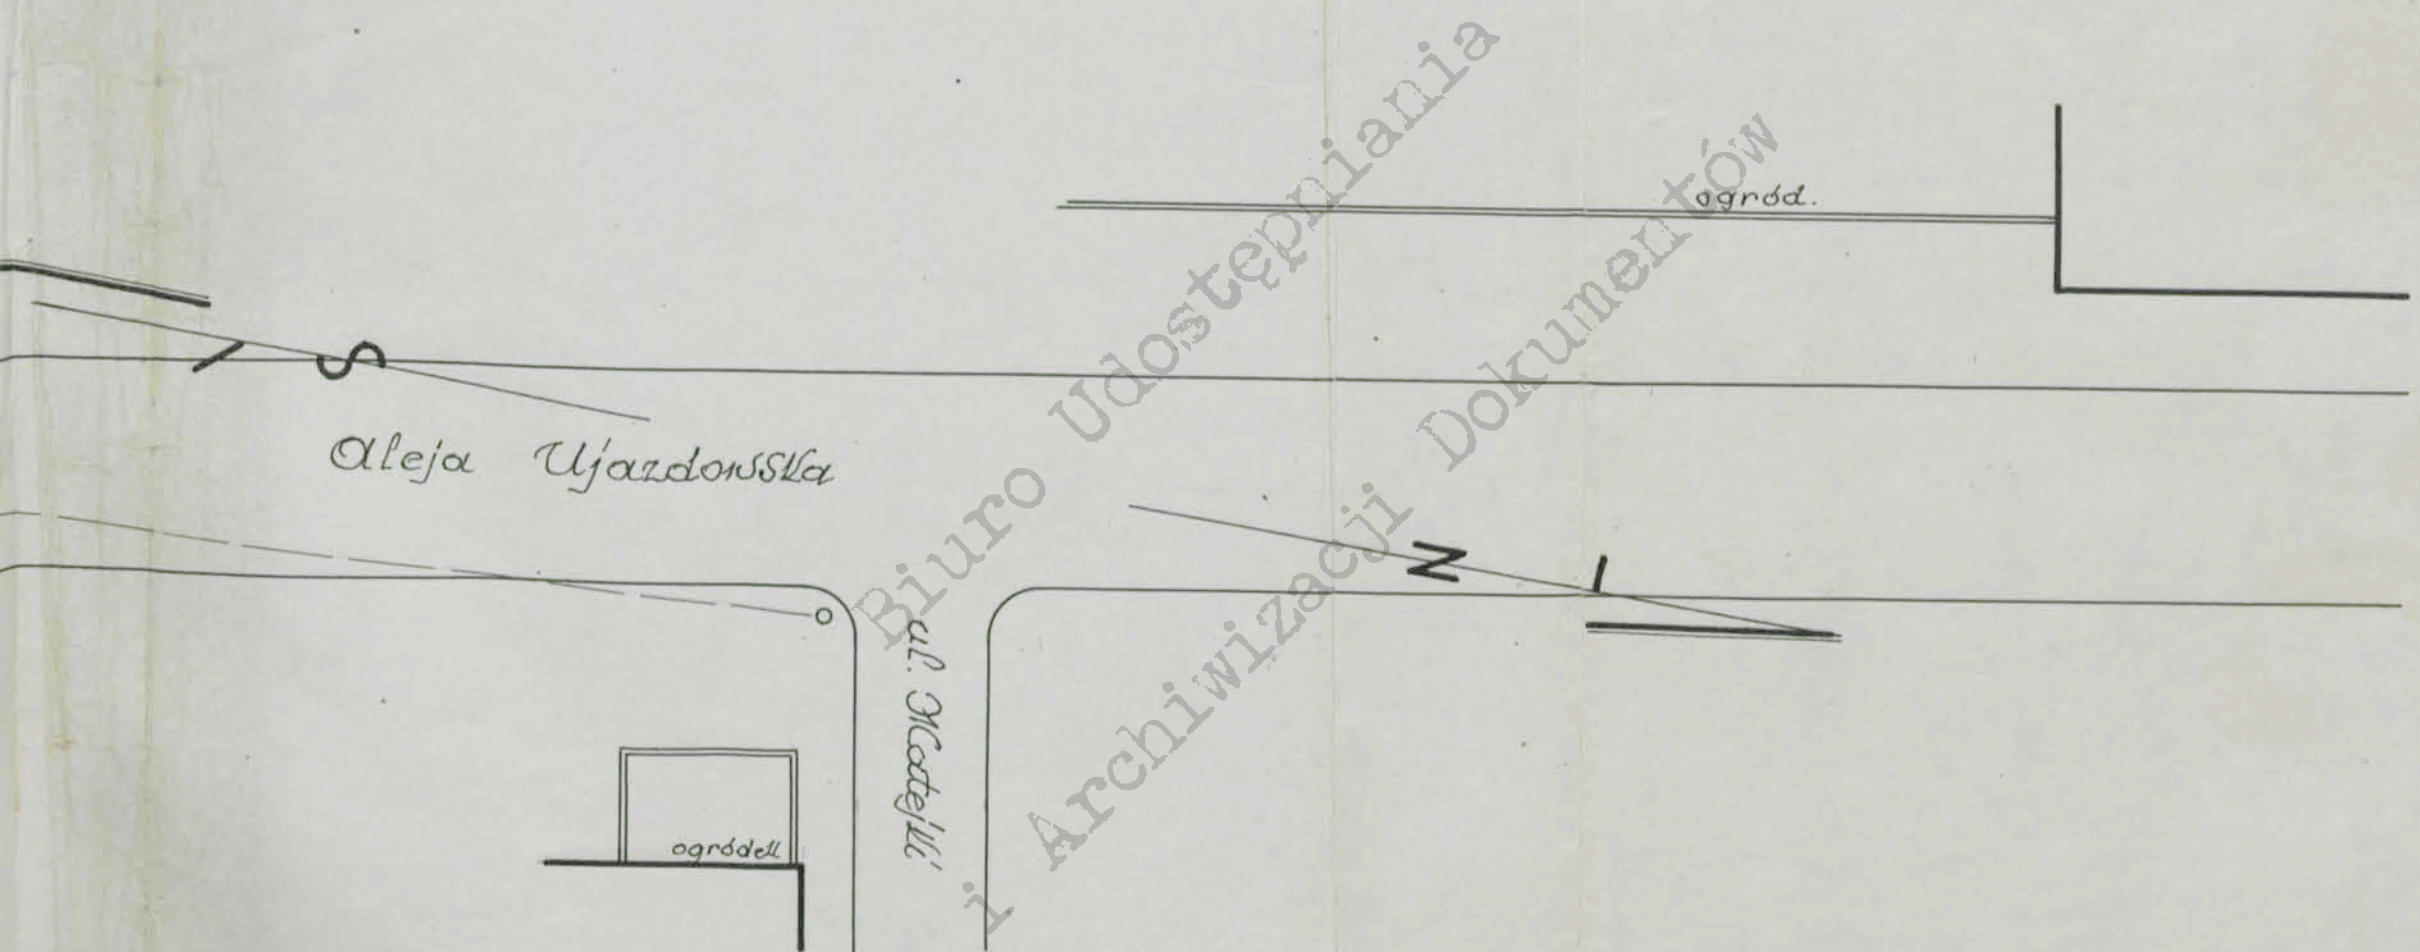 ogród.
S
Aleja Ujazdowska
N
ul. Matejki
ogródek
Biuro Udostępniania
i Archiwizacji Dokumentów